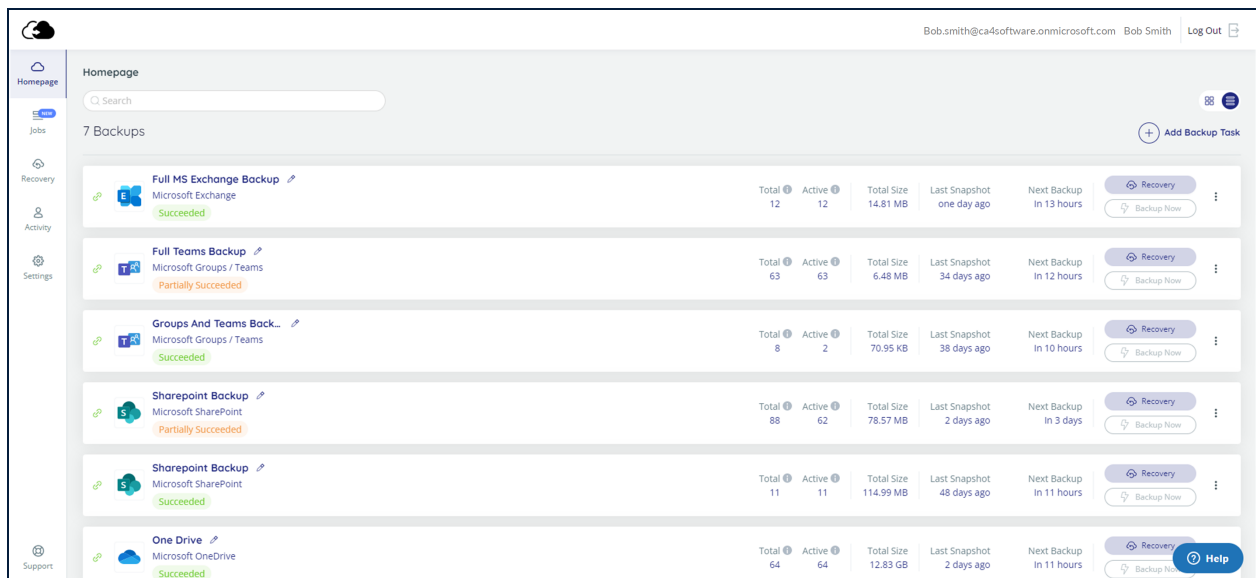 Bob.smith@ca4software.onmicrosoft.com Bob Smith Log Out
Homepage
NEW
Jobs
Recovery
Activity
Settings
Support
Homepage
Search
7 Backups
Add Backup Task
Full MS Exchange Backup
Microsoft Exchange
Succeeded
Total Active Total Size Last Snapshot Next Backup
12 12 14.81 MB one day ago In 13 hours
Recovery
Backup Now
Full Teams Backup
Microsoft Groups / Teams
Partially Succeeded
Total Active Total Size Last Snapshot Next Backup
63 63 6.48 MB 34 days ago In 12 hours
Recovery
Backup Now
Groups And Teams Back...
Microsoft Groups / Teams
Succeeded
Total Active Total Size Last Snapshot Next Backup
8 2 70.95 KB 38 days ago In 10 hours
Recovery
Backup Now
Sharepoint Backup
Microsoft SharePoint
Partially Succeeded
Total Active Total Size Last Snapshot Next Backup
88 62 78.57 MB 2 days ago In 3 days
Recovery
Backup Now
Sharepoint Backup
Microsoft SharePoint
Succeeded
Total Active Total Size Last Snapshot Next Backup
11 11 114.99 MB 48 days ago In 11 hours
Recovery
Backup Now
One Drive
Microsoft OneDrive
Succeeded
Total Active Total Size Last Snapshot Next Backup
64 64 12.83 GB 2 days ago In 11 hours
Recovery
Backup Now
Help